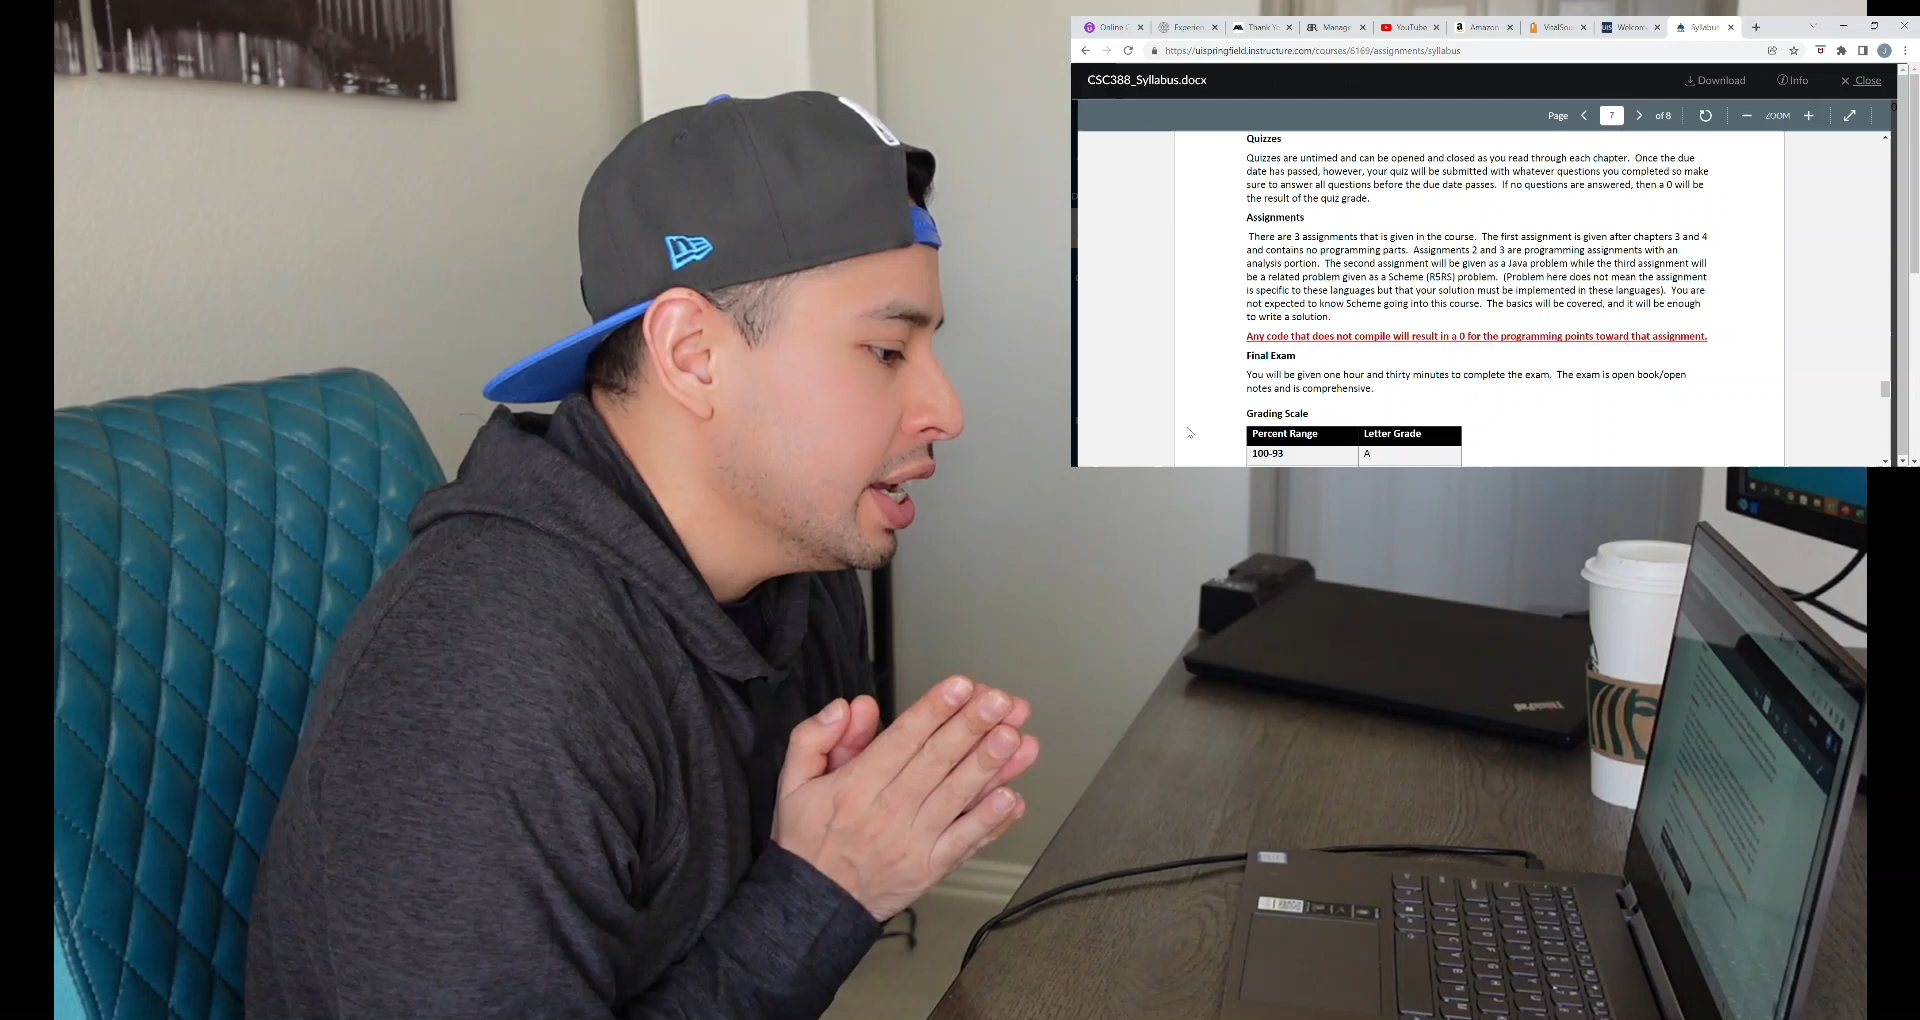 Online C
Experien
Thank Yo
Manage
YouTube
Amazon
VitalSou
UIS
Welcom
Syllabus
https://uispringfield.instructure.com/courses/6169/assignments/syllabus
CSC388_Syllabus.docx
Download
Info
Close
Page
7
of 8
ZOOM
Quizzes
Quizzes are untimed and can be opened and closed as you read through each chapter. Once the due
date has passed, however, your quiz will be submitted with whatever questions you completed so make
sure to answer all questions before the due date passes. If no questions are answered, then a 0 will be
the result of the quiz grade.
Assignments
There are 3 assignments that is given in the course. The first assignment is given after chapters 3 and 4
and contains no programming parts. Assignments 2 and 3 are programming assignments with an
analysis portion. The second assignment will be given as a Java problem while the third assignment will
be a related problem given as a Scheme (R5RS) problem. (Problem here does not mean the assignment
is specific to these languages but that your solution must be implemented in these languages). You are
not expected to know Scheme going into this course. The basics will be covered, and it will be enough
to write a solution.
Any code that does not compile will result in a 0 for the programming points toward that assignment.
Final Exam
You will be given one hour and thirty minutes to complete the exam. The exam is open book/open
notes and is comprehensive.
Grading Scale
Percent Range Letter Grade
100-93 A
ThinkPad